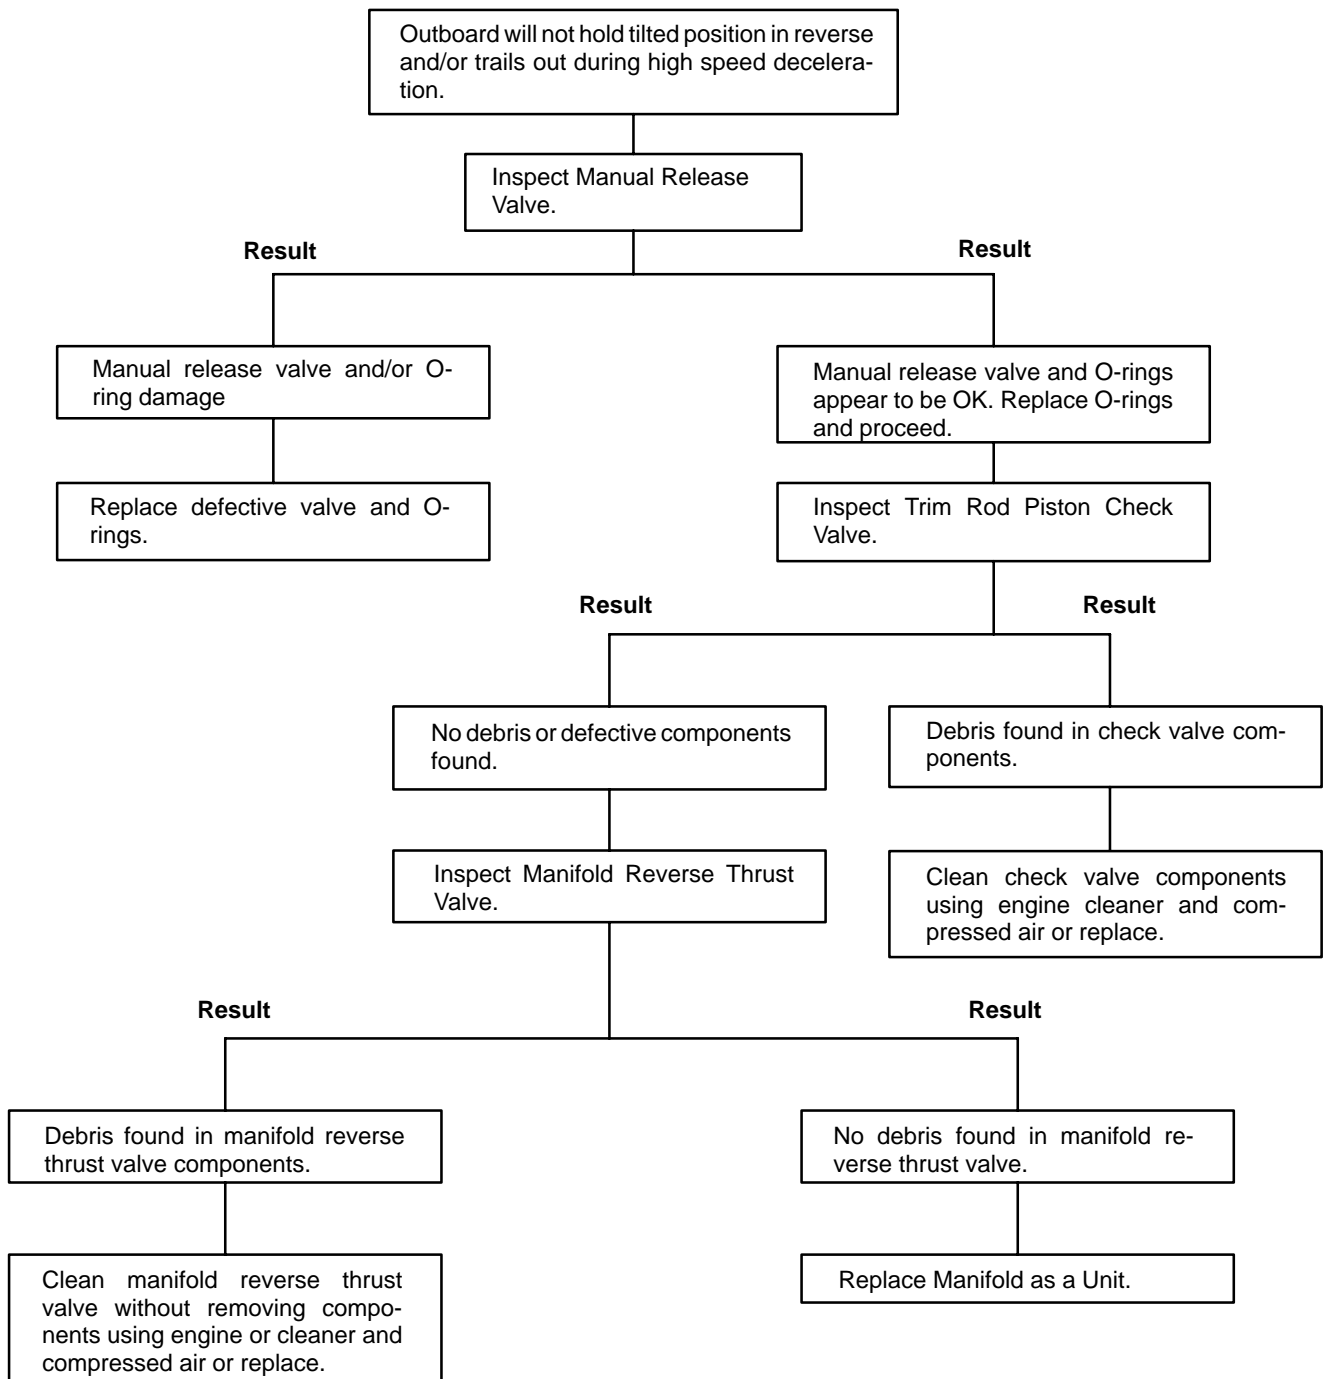 Outboard will not hold tilted position in reverse
and/or trails out during high speed decelera-
tion.
Inspect Manual Release
Valve.
Result
Result
Manual release valve and/or O-
ring damage
Manual release valve and O-rings
appear to be OK. Replace O-rings
and proceed.
Replace defective valve and O-
rings.
Inspect Trim Rod Piston Check
Valve.
Result
Result
No debris or defective components
found.
Debris found in check valve com-
ponents.
Inspect Manifold Reverse Thrust
Valve.
Clean check valve components
using engine cleaner and com-
pressed air or replace.
Result
Result
Debris found in manifold reverse
thrust valve components.
No debris found in manifold re-
verse thrust valve.
Clean manifold reverse thrust
valve without removing compo-
nents using engine or cleaner and
compressed air or replace.
Replace Manifold as a Unit.